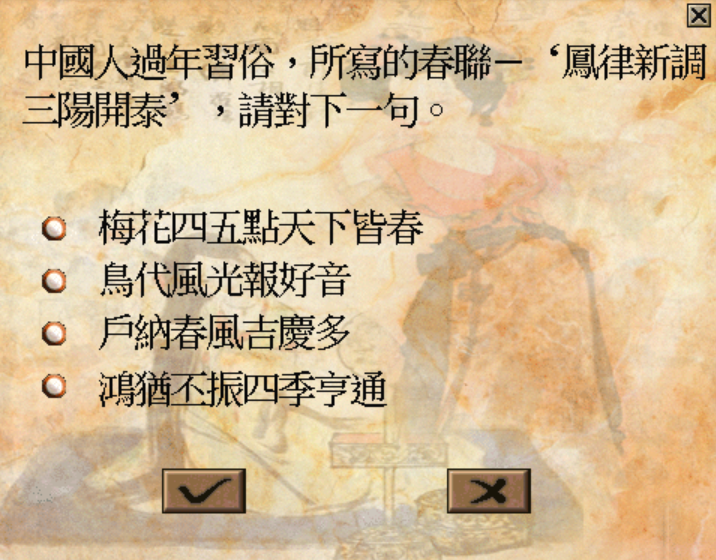 中國人過年習俗，所寫的春聯－‘鳳律新調
三陽開泰’，請對下一句。
梅花四五點天下皆春
鳥代風光報好音
戶納春風吉慶多
鴻猶丕振四季亨通